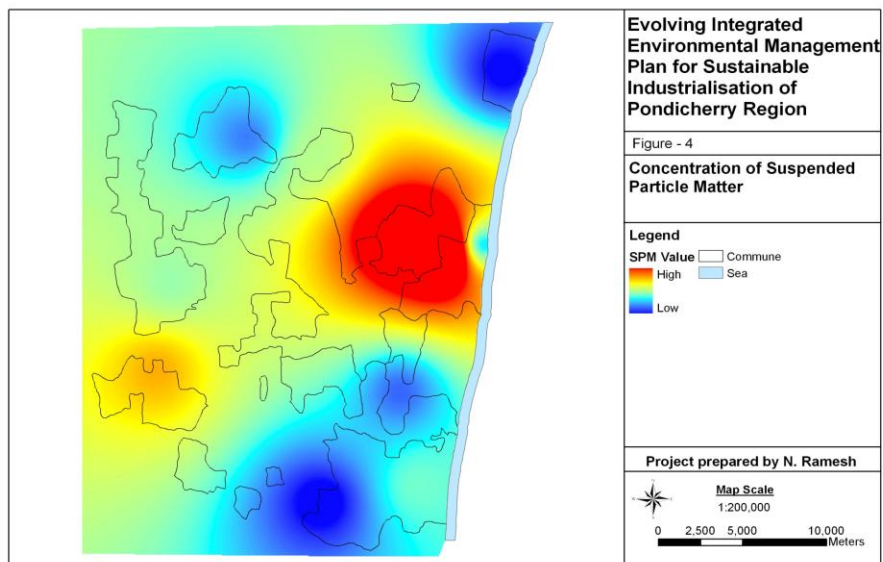 Evolving Integrated
Environmental Management
Plan for Sustainable
Industrialisation of
Pondicherry Region
Figure - 4
Concentration of Suspended
Particle Matter
Legend
SPM Value
High
Low
Commune
Sea
Project prepared by N. Ramesh
Map Scale
1:200,000
0 2,500 5,000 10,000
Meters